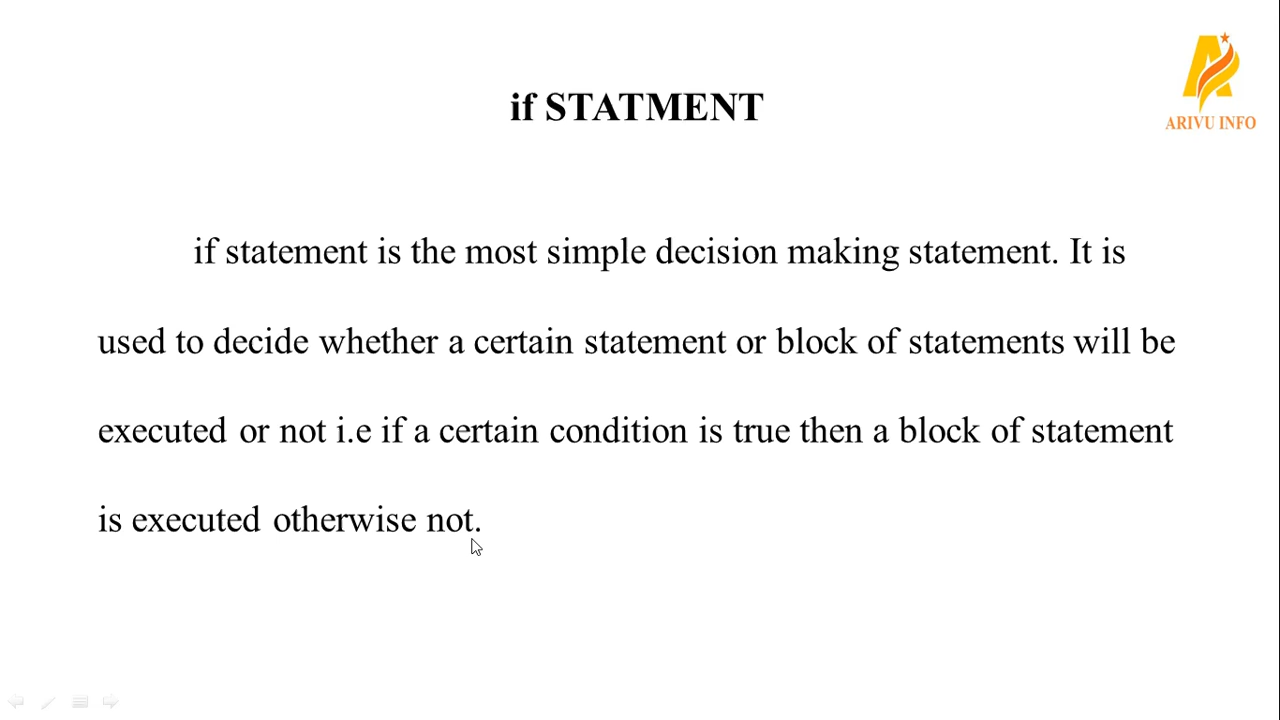 ARIVU INFO
if STATMENT
if statement is the most simple decision making statement. It is
used to decide whether a certain statement or block of statements will be
executed or not i.e if a certain condition is true then a block of statement
is executed otherwise not.